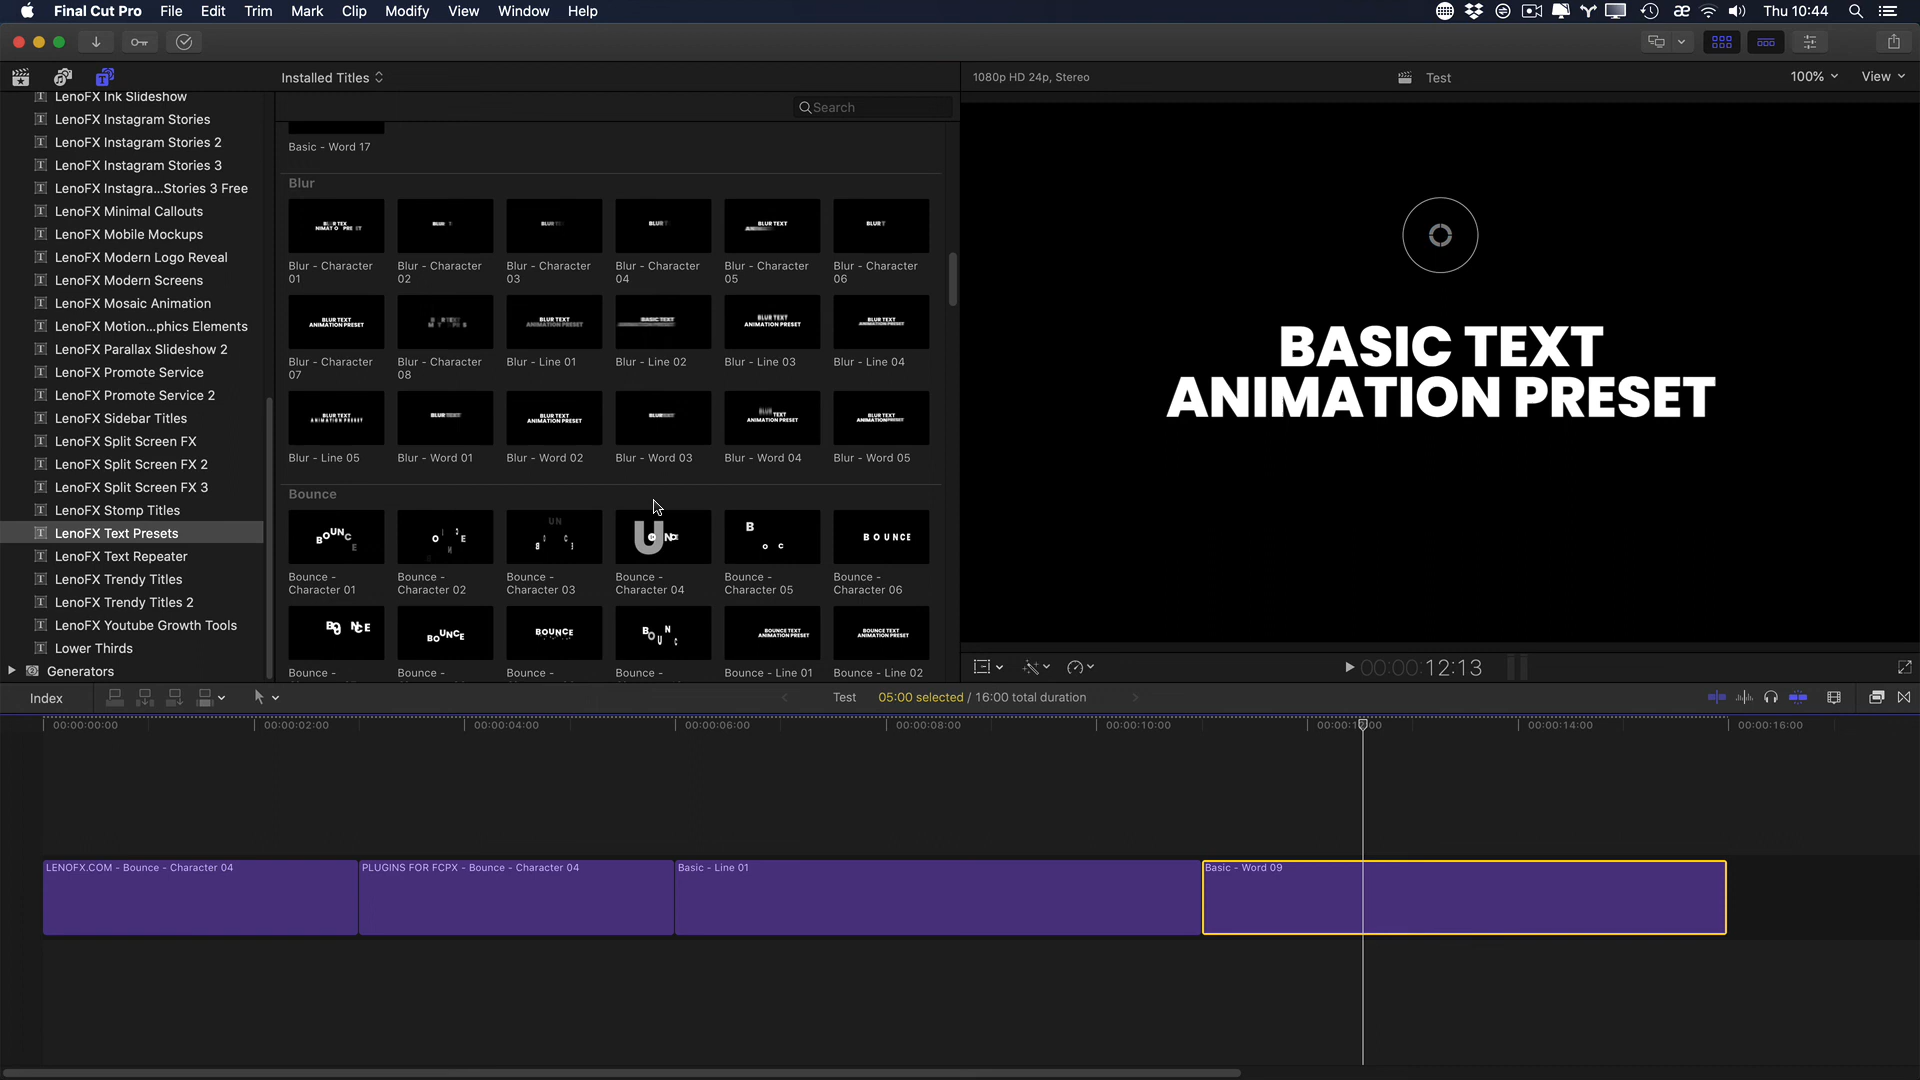 Final Cut Pro File Edit Trim Mark Clip Modify View Window Help
Thu 10:44
Installed Titles
1080p HD 24p, Stereo
Test
100%
View
Search
LenoFX Ink Slideshow
LenoFX Instagram Stories
LenoFX Instagram Stories 2
LenoFX Instagram Stories 3
LenoFX Instagra...Stories 3 Free
LenoFX Minimal Callouts
LenoFX Mobile Mockups
LenoFX Modern Logo Reveal
LenoFX Modern Screens
LenoFX Mosaic Animation
LenoFX Motion...phics Elements
LenoFX Parallax Slideshow 2
LenoFX Promote Service
LenoFX Promote Service 2
LenoFX Sidebar Titles
LenoFX Split Screen FX
LenoFX Split Screen FX 2
LenoFX Split Screen FX 3
LenoFX Stomp Titles
LenoFX Text Presets
LenoFX Text Repeater
LenoFX Trendy Titles
LenoFX Trendy Titles 2
LenoFX Youtube Growth Tools
Lower Thirds
Generators
Basic - Word 17
Blur
Blur - Character 01
Blur - Character 02
Blur - Character 03
Blur - Character 04
Blur - Character 05
Blur - Character 06
Blur - Character 07
Blur - Character 08
Blur - Line 01
Blur - Line 02
Blur - Line 03
Blur - Line 04
Blur - Line 05
Blur - Word 01
Blur - Word 02
Blur - Word 03
Blur - Word 04
Blur - Word 05
Bounce
Bounce - Character 01
Bounce - Character 02
Bounce - Character 03
Bounce - Character 04
Bounce - Character 05
Bounce - Character 06
Bounce -
Bounce -
Bounce -
Bounce -
Bounce - Line 01
Bounce - Line 02
BASIC TEXT
ANIMATION PRESET
00:00:12:13
Index
Test
05:00 selected / 16:00 total duration
00:00:00:00
00:00:02:00
00:00:04:00
00:00:06:00
00:00:08:00
00:00:10:00
00:00:14:00
00:00:16:00
LENOFX.COM - Bounce - Character 04
PLUGINS FOR FCPX - Bounce - Character 04
Basic - Line 01
Basic - Word 09